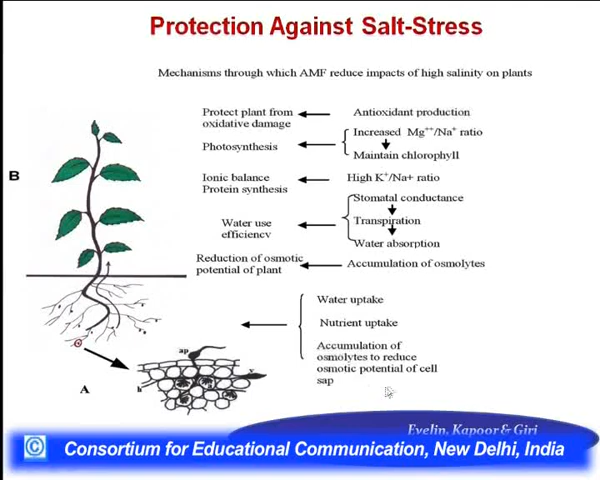 Protection Against Salt-Stress
Mechanisms through which AMF reduce impacts of high salinity on plants
Protect plant from
oxidative damage
Antioxidant production
Photosynthesis
Increased Mg++/Na+ ratio
Maintain chlorophyll
B
Ionic balance
Protein synthesis
High K+/Na+ ratio
Stomatal conductance
Transpiration
Water absorption
Water use
efficiency
Reduction of osmotic
potential of plant
Accumulation of osmolytes
Water uptake
Nutrient uptake
Accumulation of
osmolytes to reduce
osmotic potential of cell
sap
ap
v
h
A
Evelin, Kapoor & Giri
© Consortium for Educational Communication, New Delhi, India